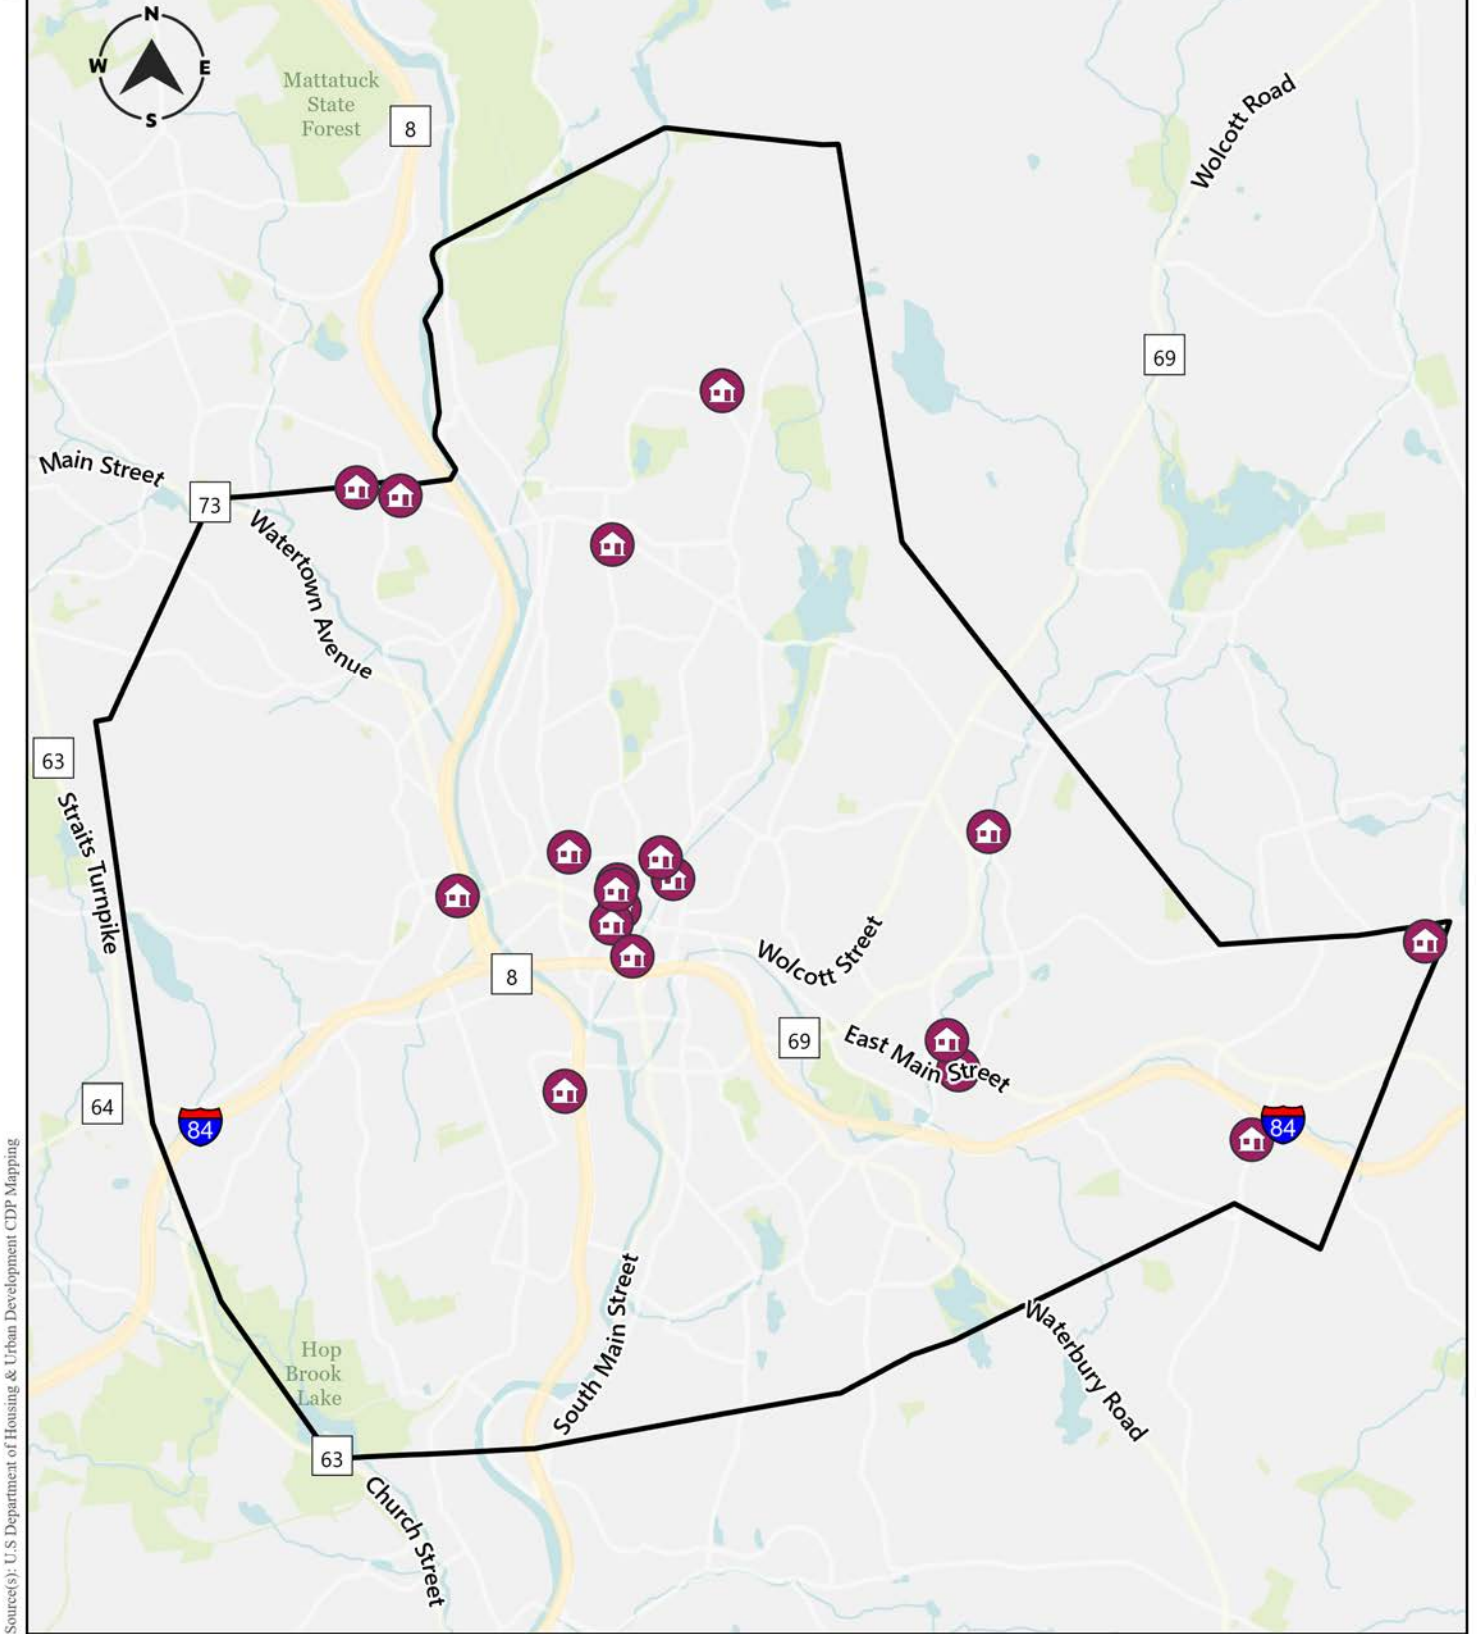 N
W
E
S
Mattatuck
State
Forest
8
Wolcott Road
69
Main Street
73
Watertown Avenue
63
Straits Turnpike
8
Wolcott Street
69
East Main Street
64
84
84
South Main Street
Waterbury Road
Hop
Brook
Lake
63
Church Street
Source(s): U.S Department of Housing & Urban Development CDP Mapping